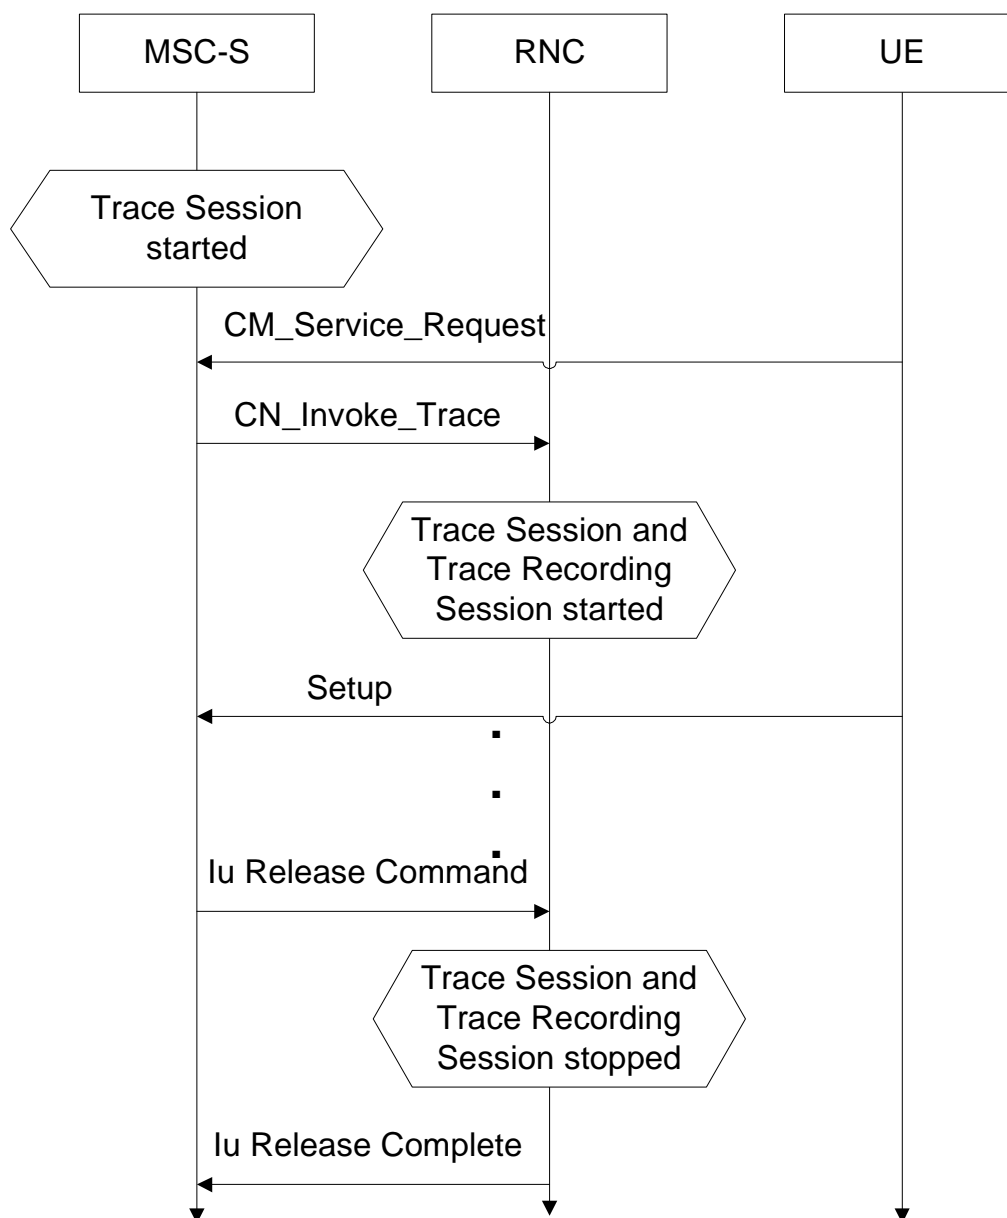 MSC-S
RNC
UE
Trace Session
started
CM_Service_Request
CN_Invoke_Trace
Trace Session and
Trace Recording
Session started
Setup
Iu Release Command
Trace Session and
Trace Recording
Session stopped
Iu Release Complete